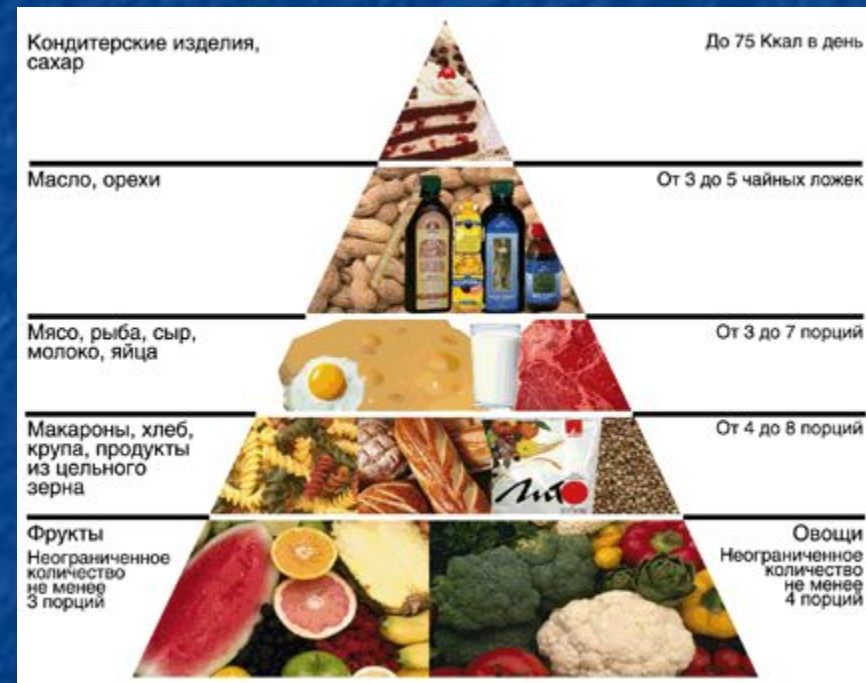 Кондитерские изделия,
сахар
До 75 Ккал в день
Масло, орехи
От 3 до 5 чайных ложек
Мясо, рыба, сыр,
молоко, яйца
От 3 до 7 порций
Макароны, хлеб,
крупа, продукты
из цельного
зерна
От 4 до 8 порций
Фрукты
Неограниченное
количество
не менее
3 порций
Овощи
Неограниченное
количество
не менее
4 порций